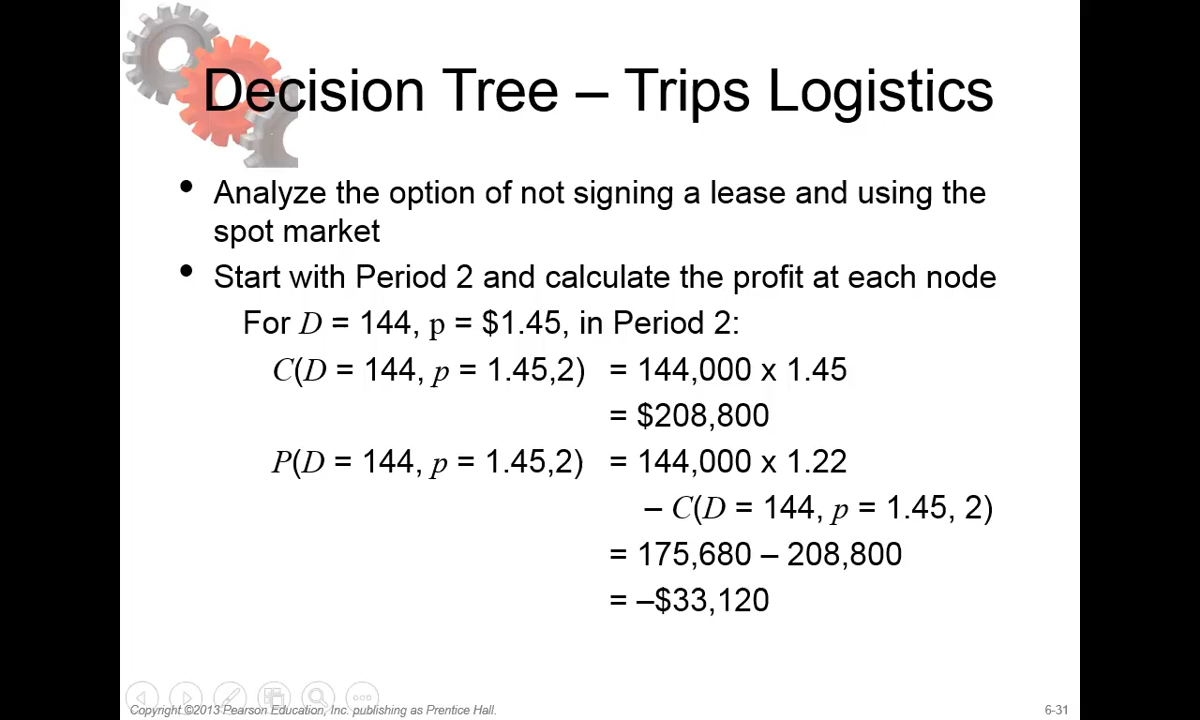 Decision Tree – Trips Logistics
• Analyze the option of not signing a lease and using the
spot market
• Start with Period 2 and calculate the profit at each node
For D = 144, p = $1.45, in Period 2:
C(D = 144, p = 1.45,2) = 144,000 x 1.45
= $208,800
P(D = 144, p = 1.45,2) = 144,000 x 1.22
– C(D = 144, p = 1.45, 2)
= 175,680 – 208,800
= –$33,120
Copyright ©2013 Pearson Education, Inc. publishing as Prentice Hall.
6-31